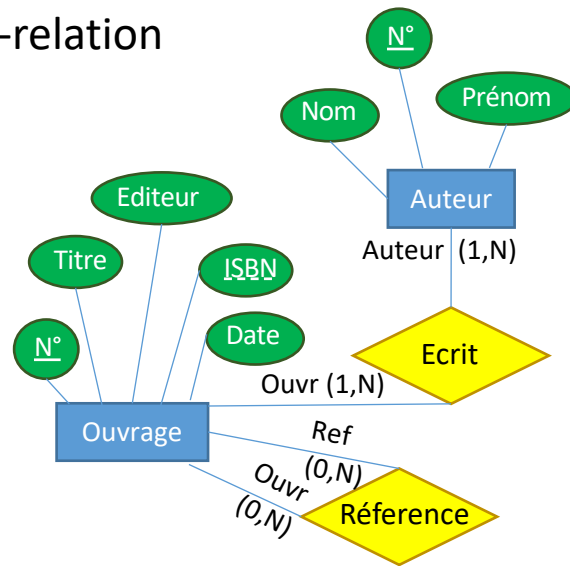 -relation
N°
Nom
Prénom
Auteur
Auteur (1,N)
Editeur
Titre
ISBN
N°
Date
Ecrit
Ouvr (1,N)
Ouvrage
Ref
(0,N)
Ouvr
(0,N)
Réference